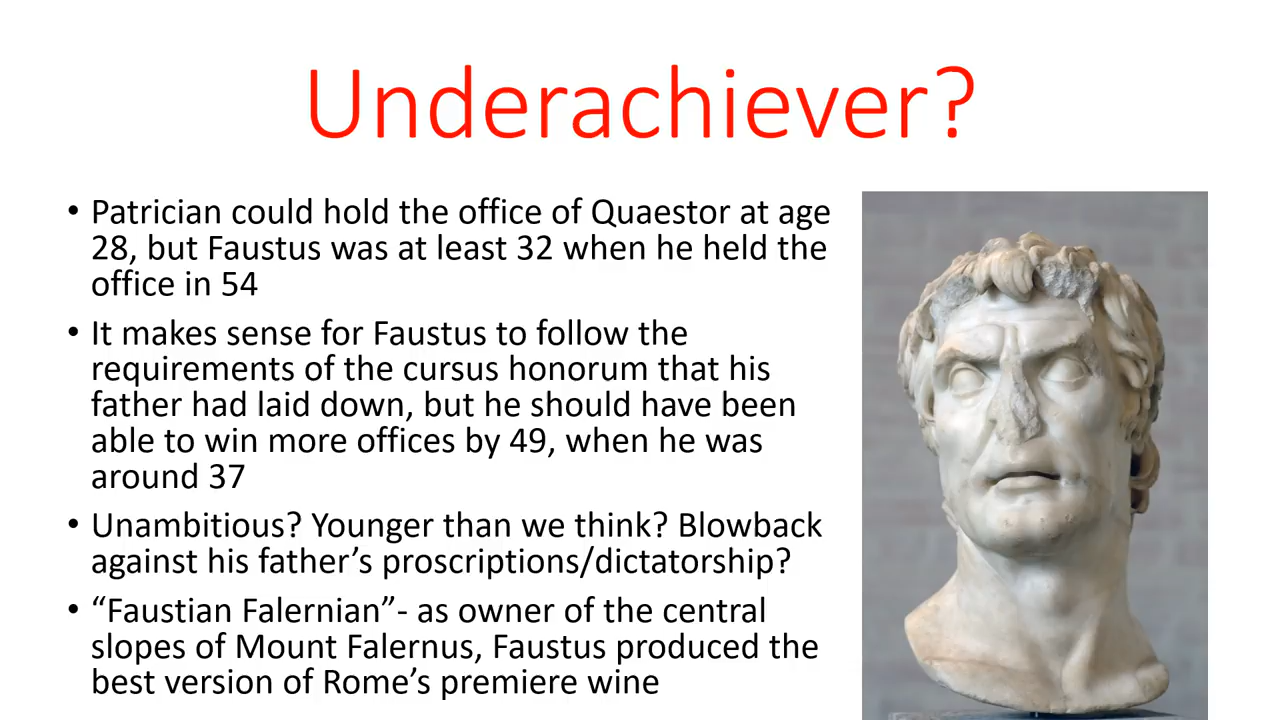 Underachiever?
• Patrician could hold the office of Quaestor at age
28, but Faustus was at least 32 when he held the
office in 54
• It makes sense for Faustus to follow the
requirements of the cursus honorum that his
father had laid down, but he should have been
able to win more offices by 49, when he was
around 37
• Unambitious? Younger than we think? Blowback
against his father’s proscriptions/dictatorship?
• “Faustian Falernian”- as owner of the central
slopes of Mount Falernus, Faustus produced the
best version of Rome’s premiere wine